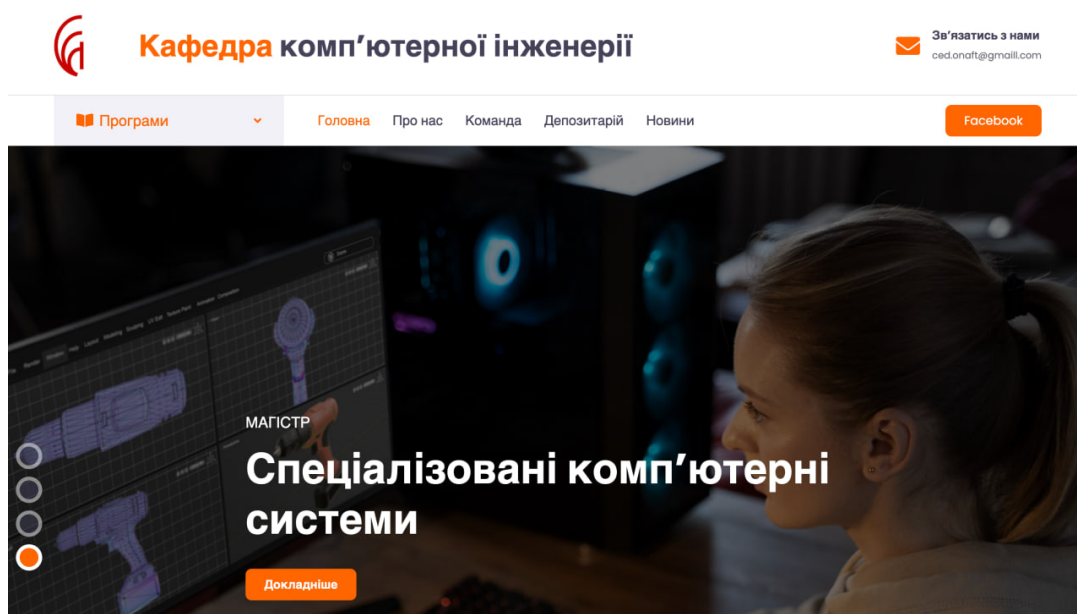 Кафедра комп’ютерної інженерії
Зв’язатись з нами
ced.onaft@gmaill.com
Програми
Головна
Про нас
Команда
Депозитарій
Новини
Facebook
МАГІСТР
Спеціалізовані комп’ютерні
системи
Докладніше